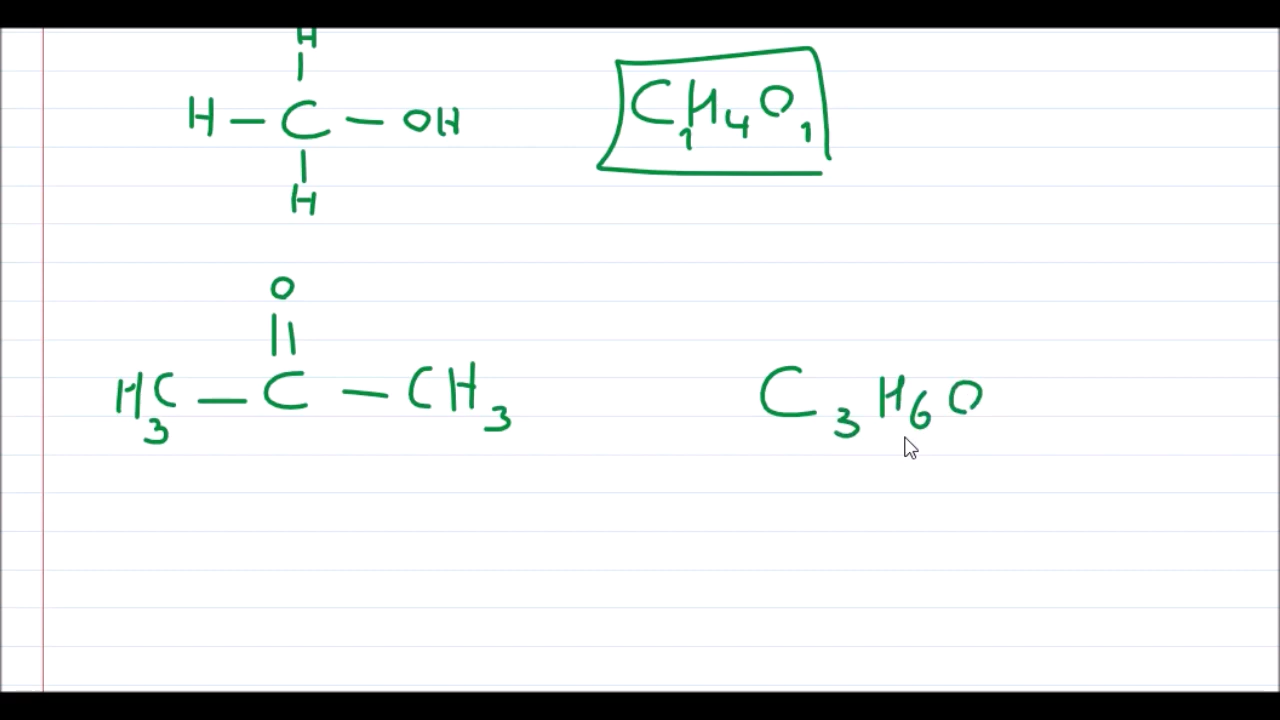 H
H – C – OH C₁H₄O₁
H
O
||
H₃C – C – CH₃ C₃H₆O